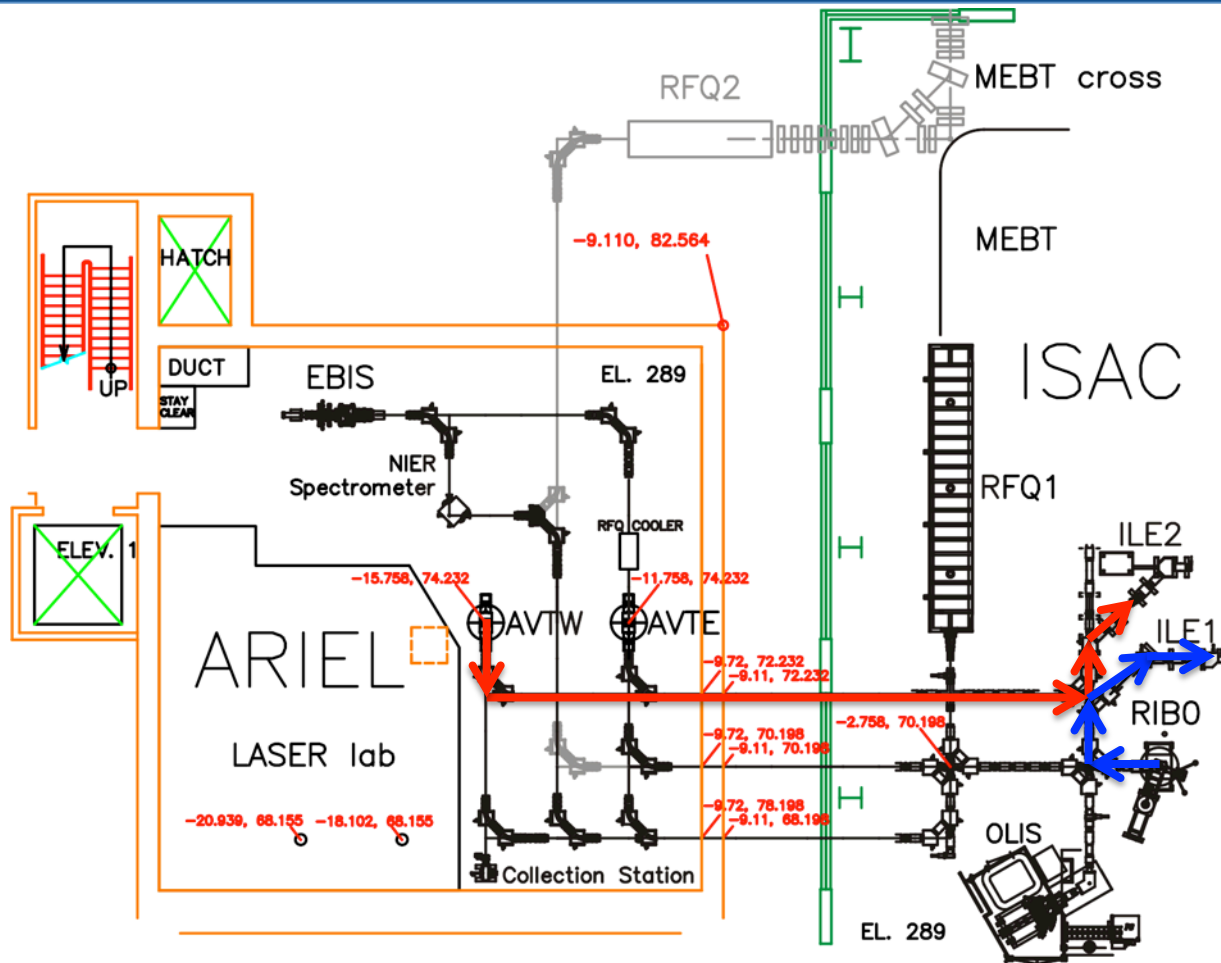 RFQ2
MEBT cross
MEBT
-9.110, 82.564
HATCH
ISAC
DUCT
UP
STAY
CLEAR
EBIS
EL. 289
NIER
Spectrometer
RFQ1
RFQ COOLER
ELEV. 1
ILE2
-15.758, 74.232
-11.758, 74.232
AVTW
AVTE
ILE1
ARIEL
-9.72, 72.232
-9.11, 72.232
RIBO
-2.758, 70.198
-9.72, 70.198
-9.11, 70.198
LASER lab
-9.72, 78.198
-9.11, 68.198
-20.939, 68.155
-18.102, 68.155
OLIS
Collection Station
EL. 289